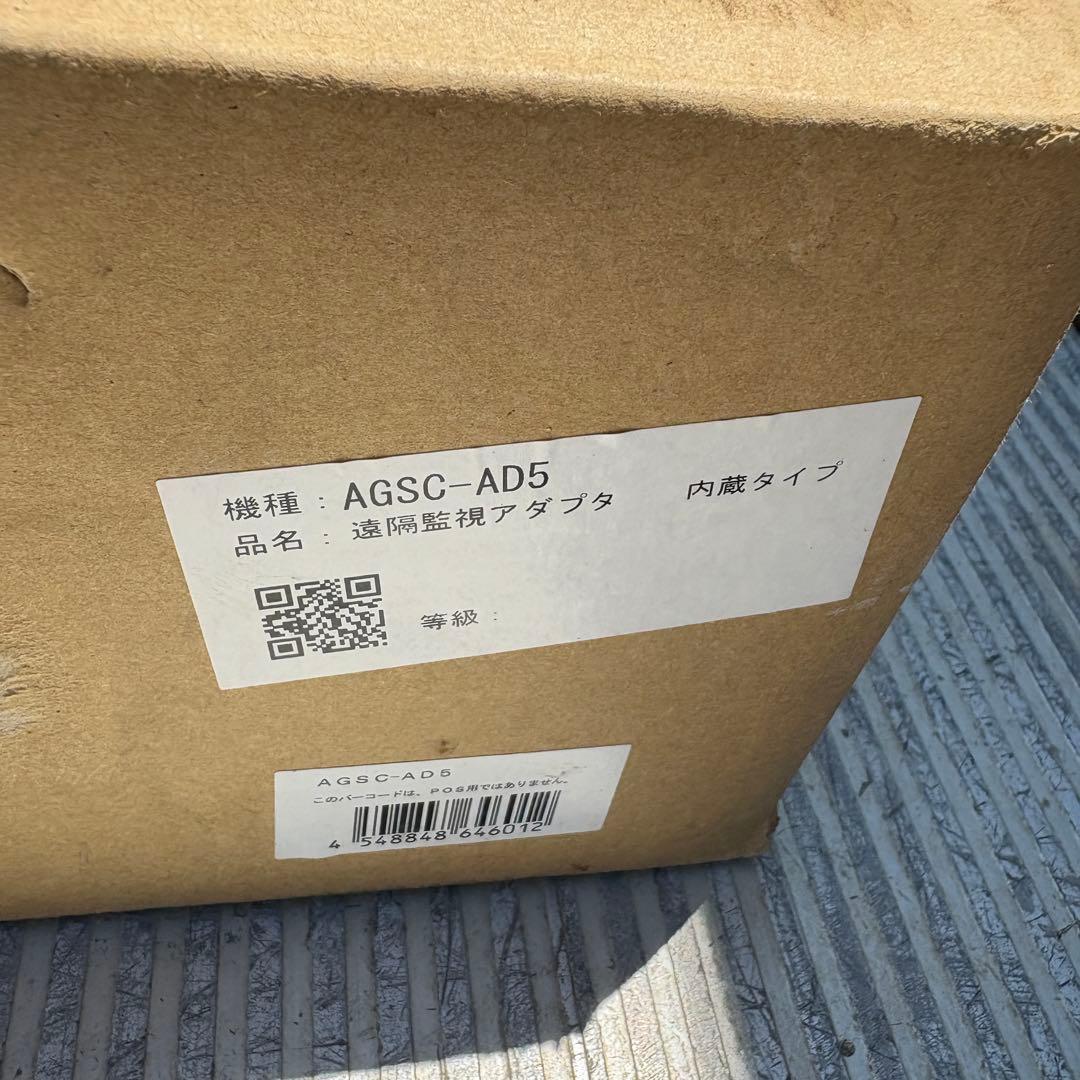 機種：AGSC-AD5
品名：遠隔監視アダプタ 内蔵タイプ
等級：
AGSC-AD5
このバーコードは、POS用ではありません。
4 548848 646012